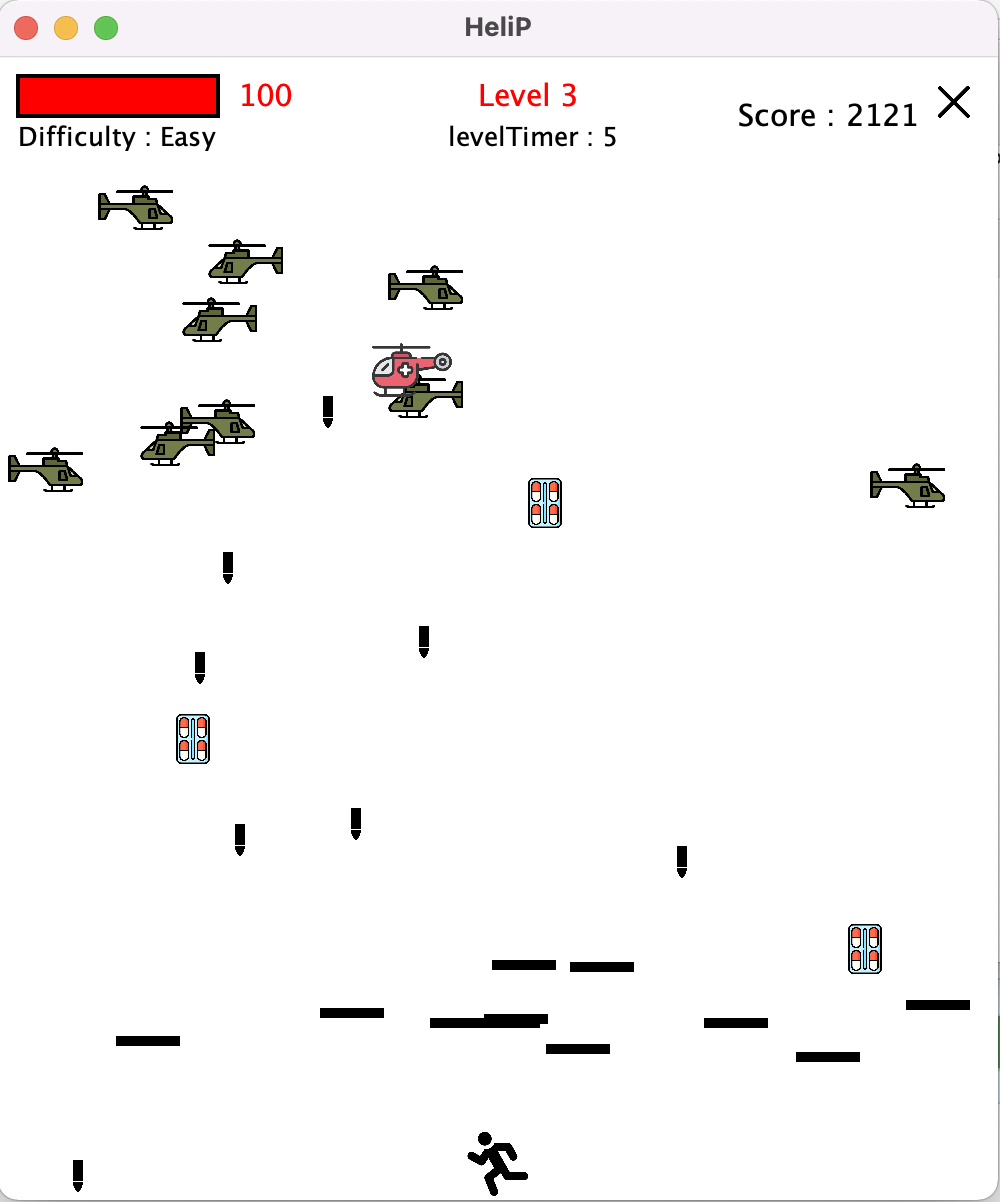 HeliP
100
Level 3
Score : 2121
Difficulty : Easy
levelTimer : 5